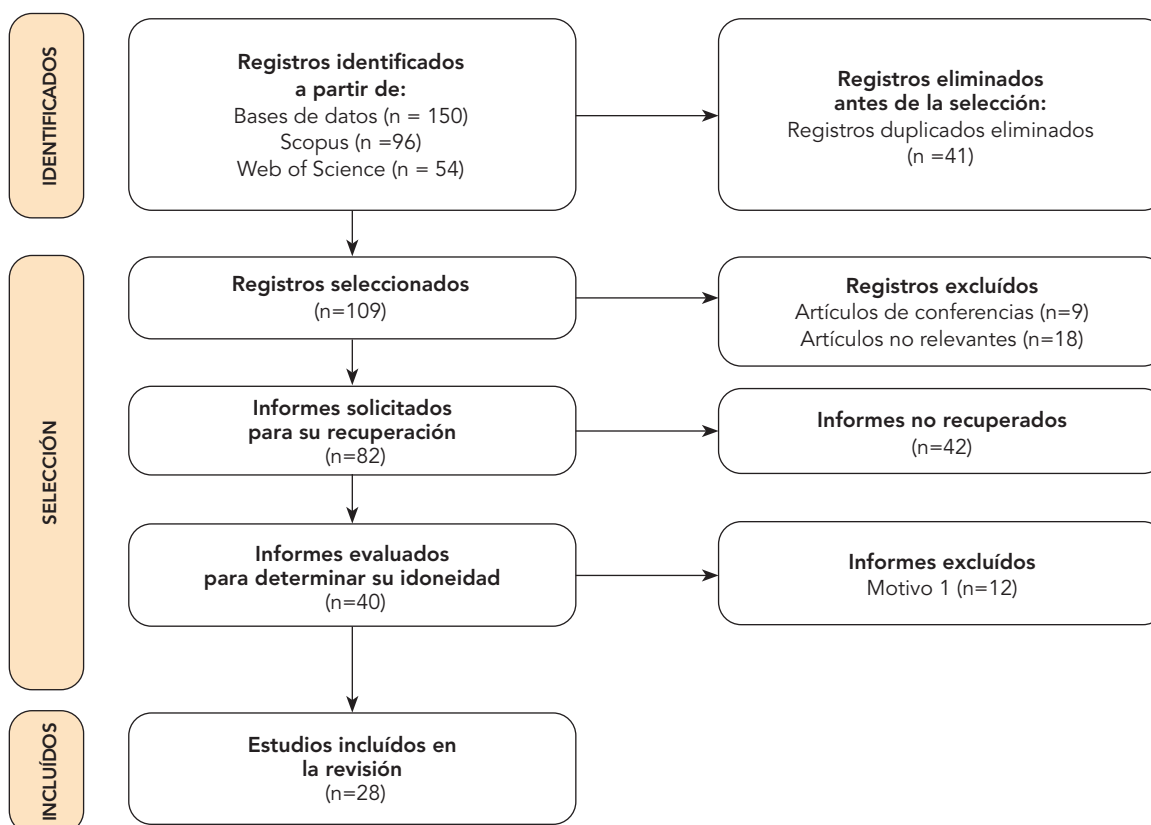 IDENTIFICADOS
Registros identificados
a partir de:
Bases de datos (n = 150)
Scopus (n =96)
Web of Science (n = 54)
Registros eliminados
antes de la selección:
Registros duplicados eliminados
(n =41)
SELECCIÓN
Registros seleccionados
(n=109)
Registros excluídos
Artículos de conferencias (n=9)
Artículos no relevantes (n=18)
Informes solicitados
para su recuperación
(n=82)
Informes no recuperados
(n=42)
Informes evaluados
para determinar su idoneidad
(n=40)
Informes excluídos
Motivo 1 (n=12)
INCLUÍDOS
Estudios incluídos en
la revisión
(n=28)